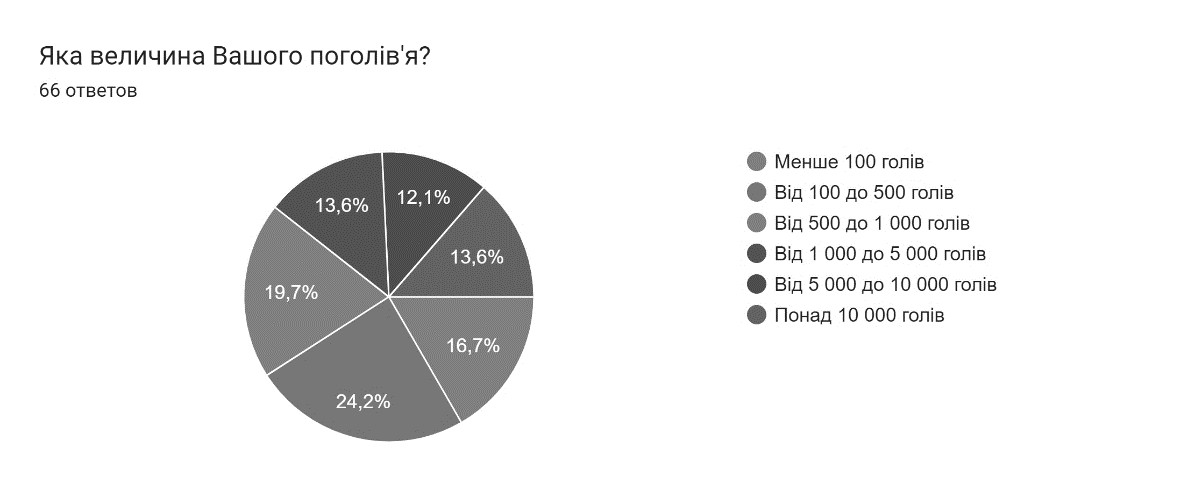 Яка величина Вашого поголів'я?
66 ответов
Менше 100 голів
Від 100 до 500 голів
Від 500 до 1 000 голів
Від 1 000 до 5 000 голів
Від 5 000 до 10 000 голів
Понад 10 000 голів
13,6%
12,1%
13,6%
19,7%
16,7%
24,2%